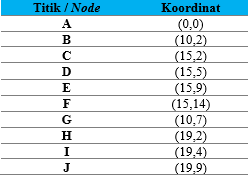 Titik / Node Koordinat
A (0,0)
B (10,2)
C (15,2)
D (15,5)
E (15,9)
F (15,14)
G (10,7)
H (19,2)
I (19,4)
J (19,9)